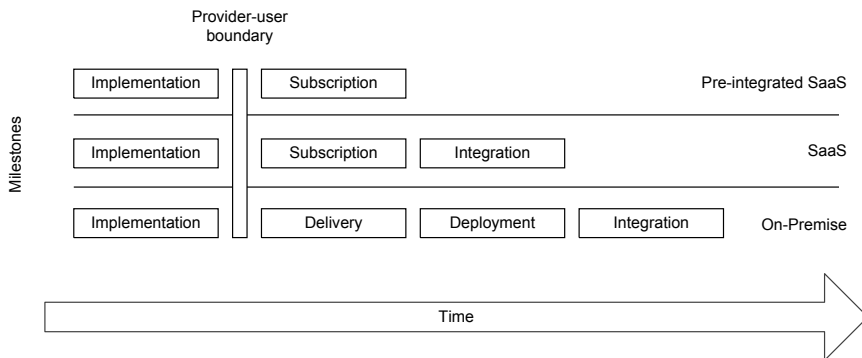 Provider-user
boundary
Implementation Subscription Pre-integrated SaaS
Milestones
Implementation Subscription Integration SaaS
Implementation Delivery Deployment Integration On-Premise
Time